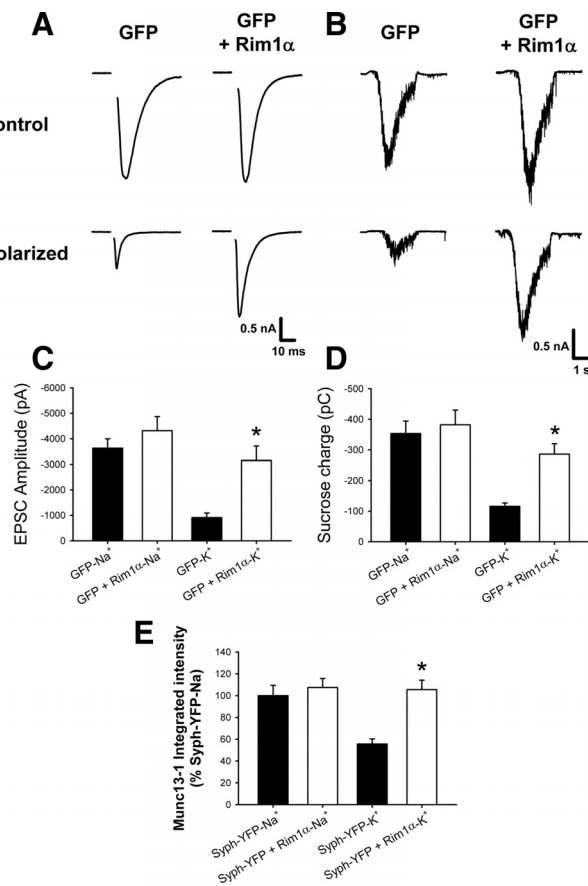 A
GFP
GFP
+ Rim1α
B
GFP
GFP
+ Rim1α
ontrol
olarized
0.5 nA
10 ms
0.5 nA
1 s
C
EPSC Amplitude (pA)
-6000
-5000
-4000
-3000
-2000
-1000
0
*
GFP-Na+
GFP + Rim1α-Na+
GFP-K+
GFP + Rim1α-K+
D
Sucrose charge (pC)
-500
-400
-300
-200
-100
0
*
GFP-Na+
GFP + Rim1α-Na+
GFP-K+
GFP + Rim1α-K+
E
Munc13-1 Integrated intensity
(% Syph-YFP-Na)
140
120
100
80
60
40
20
0
*
Syph-YFP-Na+
Syph-YFP + Rim1α-Na+
Syph-YFP-K+
Syph-YFP + Rim1α-K+